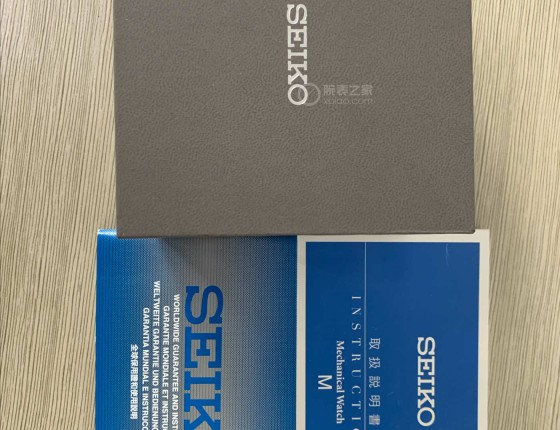 SEIKO
腕表之家
xbiao.com
SEIKO
WORLDWIDE GUARANTEE AND INST
GARANTIE MONDIALE ET INSTRU
WELTWEITE GARANTIE UND BEDIENUN
GARANTIA MUNDIAL E INSTRUCC
全球保用證和使用說明
SEIKO
取扱説明書
INSTRUCTIO
Mechanical Watch
M